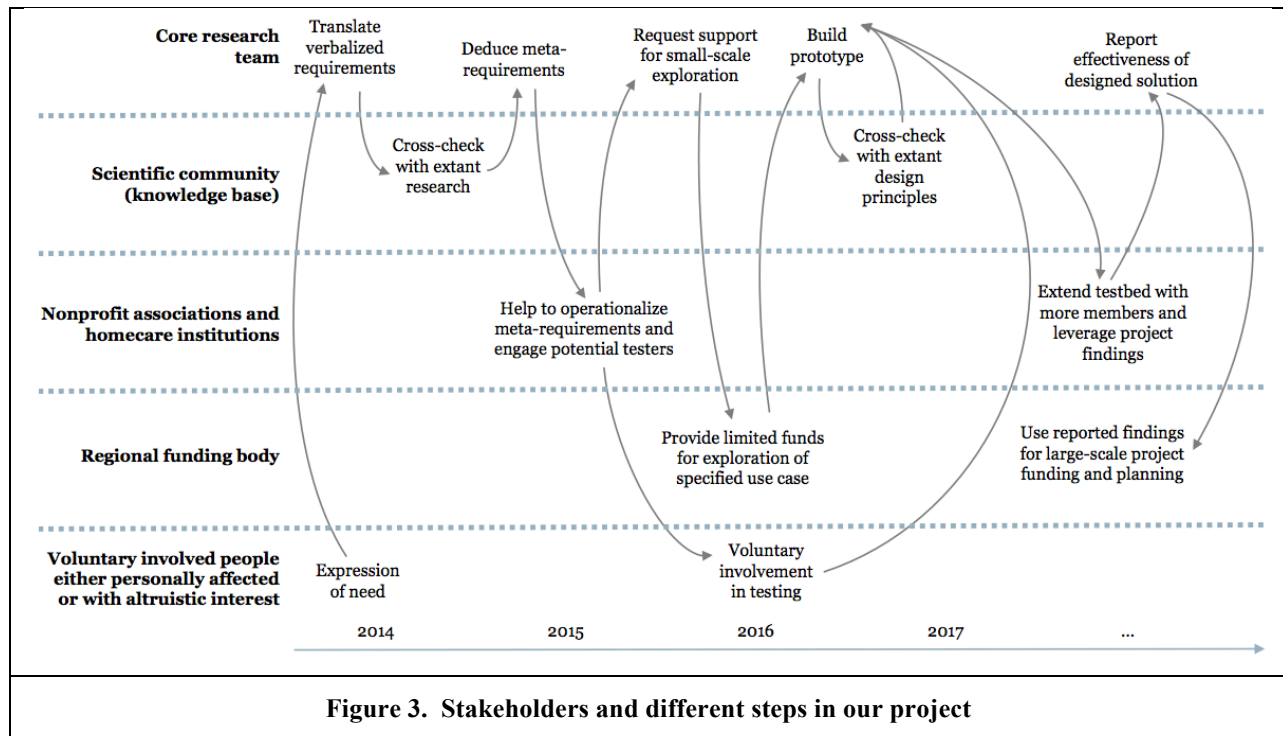 Core research
team
Translate
verbalized
requirements
Deduce meta-
requirements
Request support
for small-scale
exploration
Build
prototype
Report
effectiveness of
designed solution
Scientific community
(knowledge base)
Cross-check
with extant
research
Cross-check
with extant
design
principles
Nonprofit associations and
homecare institutions
Help to operationalize
meta-requirements and
engage potential testers
Extend testbed with
more members and
leverage project
findings
Regional funding body
Provide limited funds
for exploration of
specified use case
Use reported findings
for large-scale project
funding and planning
Voluntary involved people
either personally affected
or with altruistic interest
Expression
of need
Voluntary
involvement
in testing
2014
2015
2016
2017
...
Figure 3. Stakeholders and different steps in our project